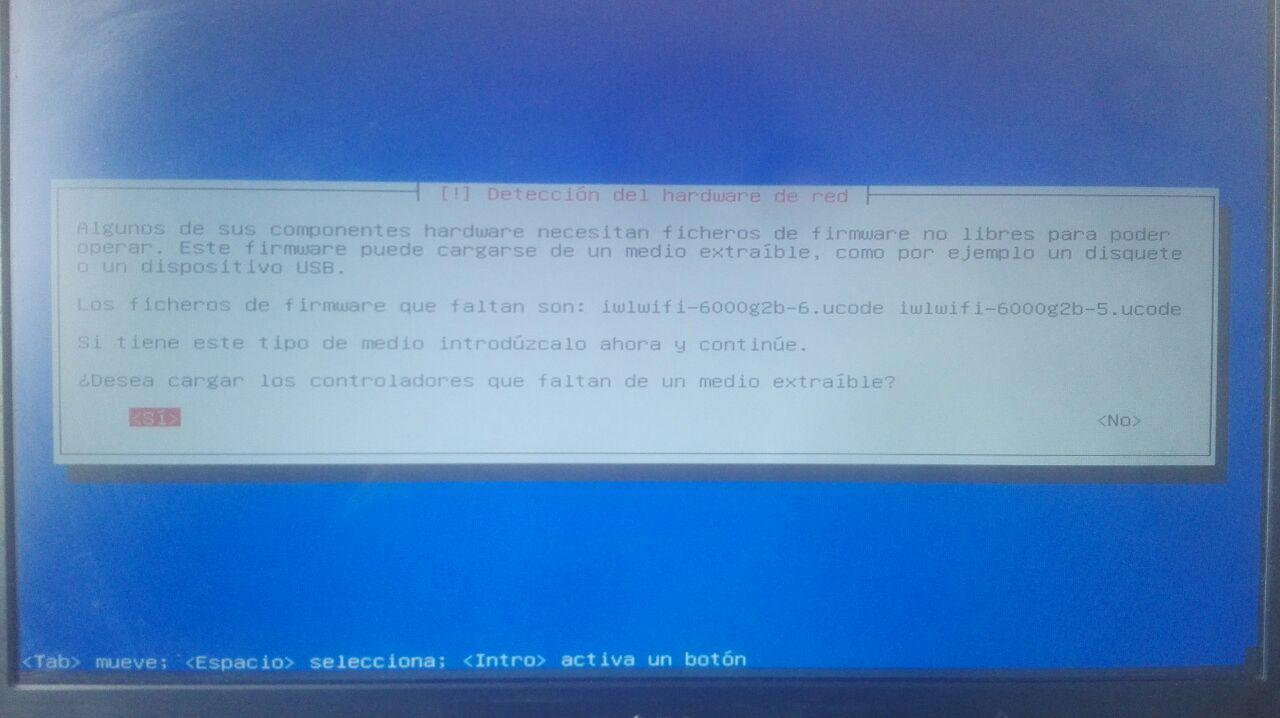 [!] Detección del hardware de red
Algunos de sus componentes hardware necesitan ficheros de firmware no libres para poder
operar. Este firmware puede cargarse de un medio extraíble, como por ejemplo un disquete
o un dispositivo USB.
Los ficheros de firmware que faltan son: iwlwifi-6000g2b-6.ucode iwlwifi-6000g2b-5.ucode
Si tiene este tipo de medio introdúzcalo ahora y continúe.
¿Desea cargar los controladores que faltan de un medio extraíble?
<Sí> <No>
<Tab> mueve; <Espacio> selecciona; <Intro> activa un botón